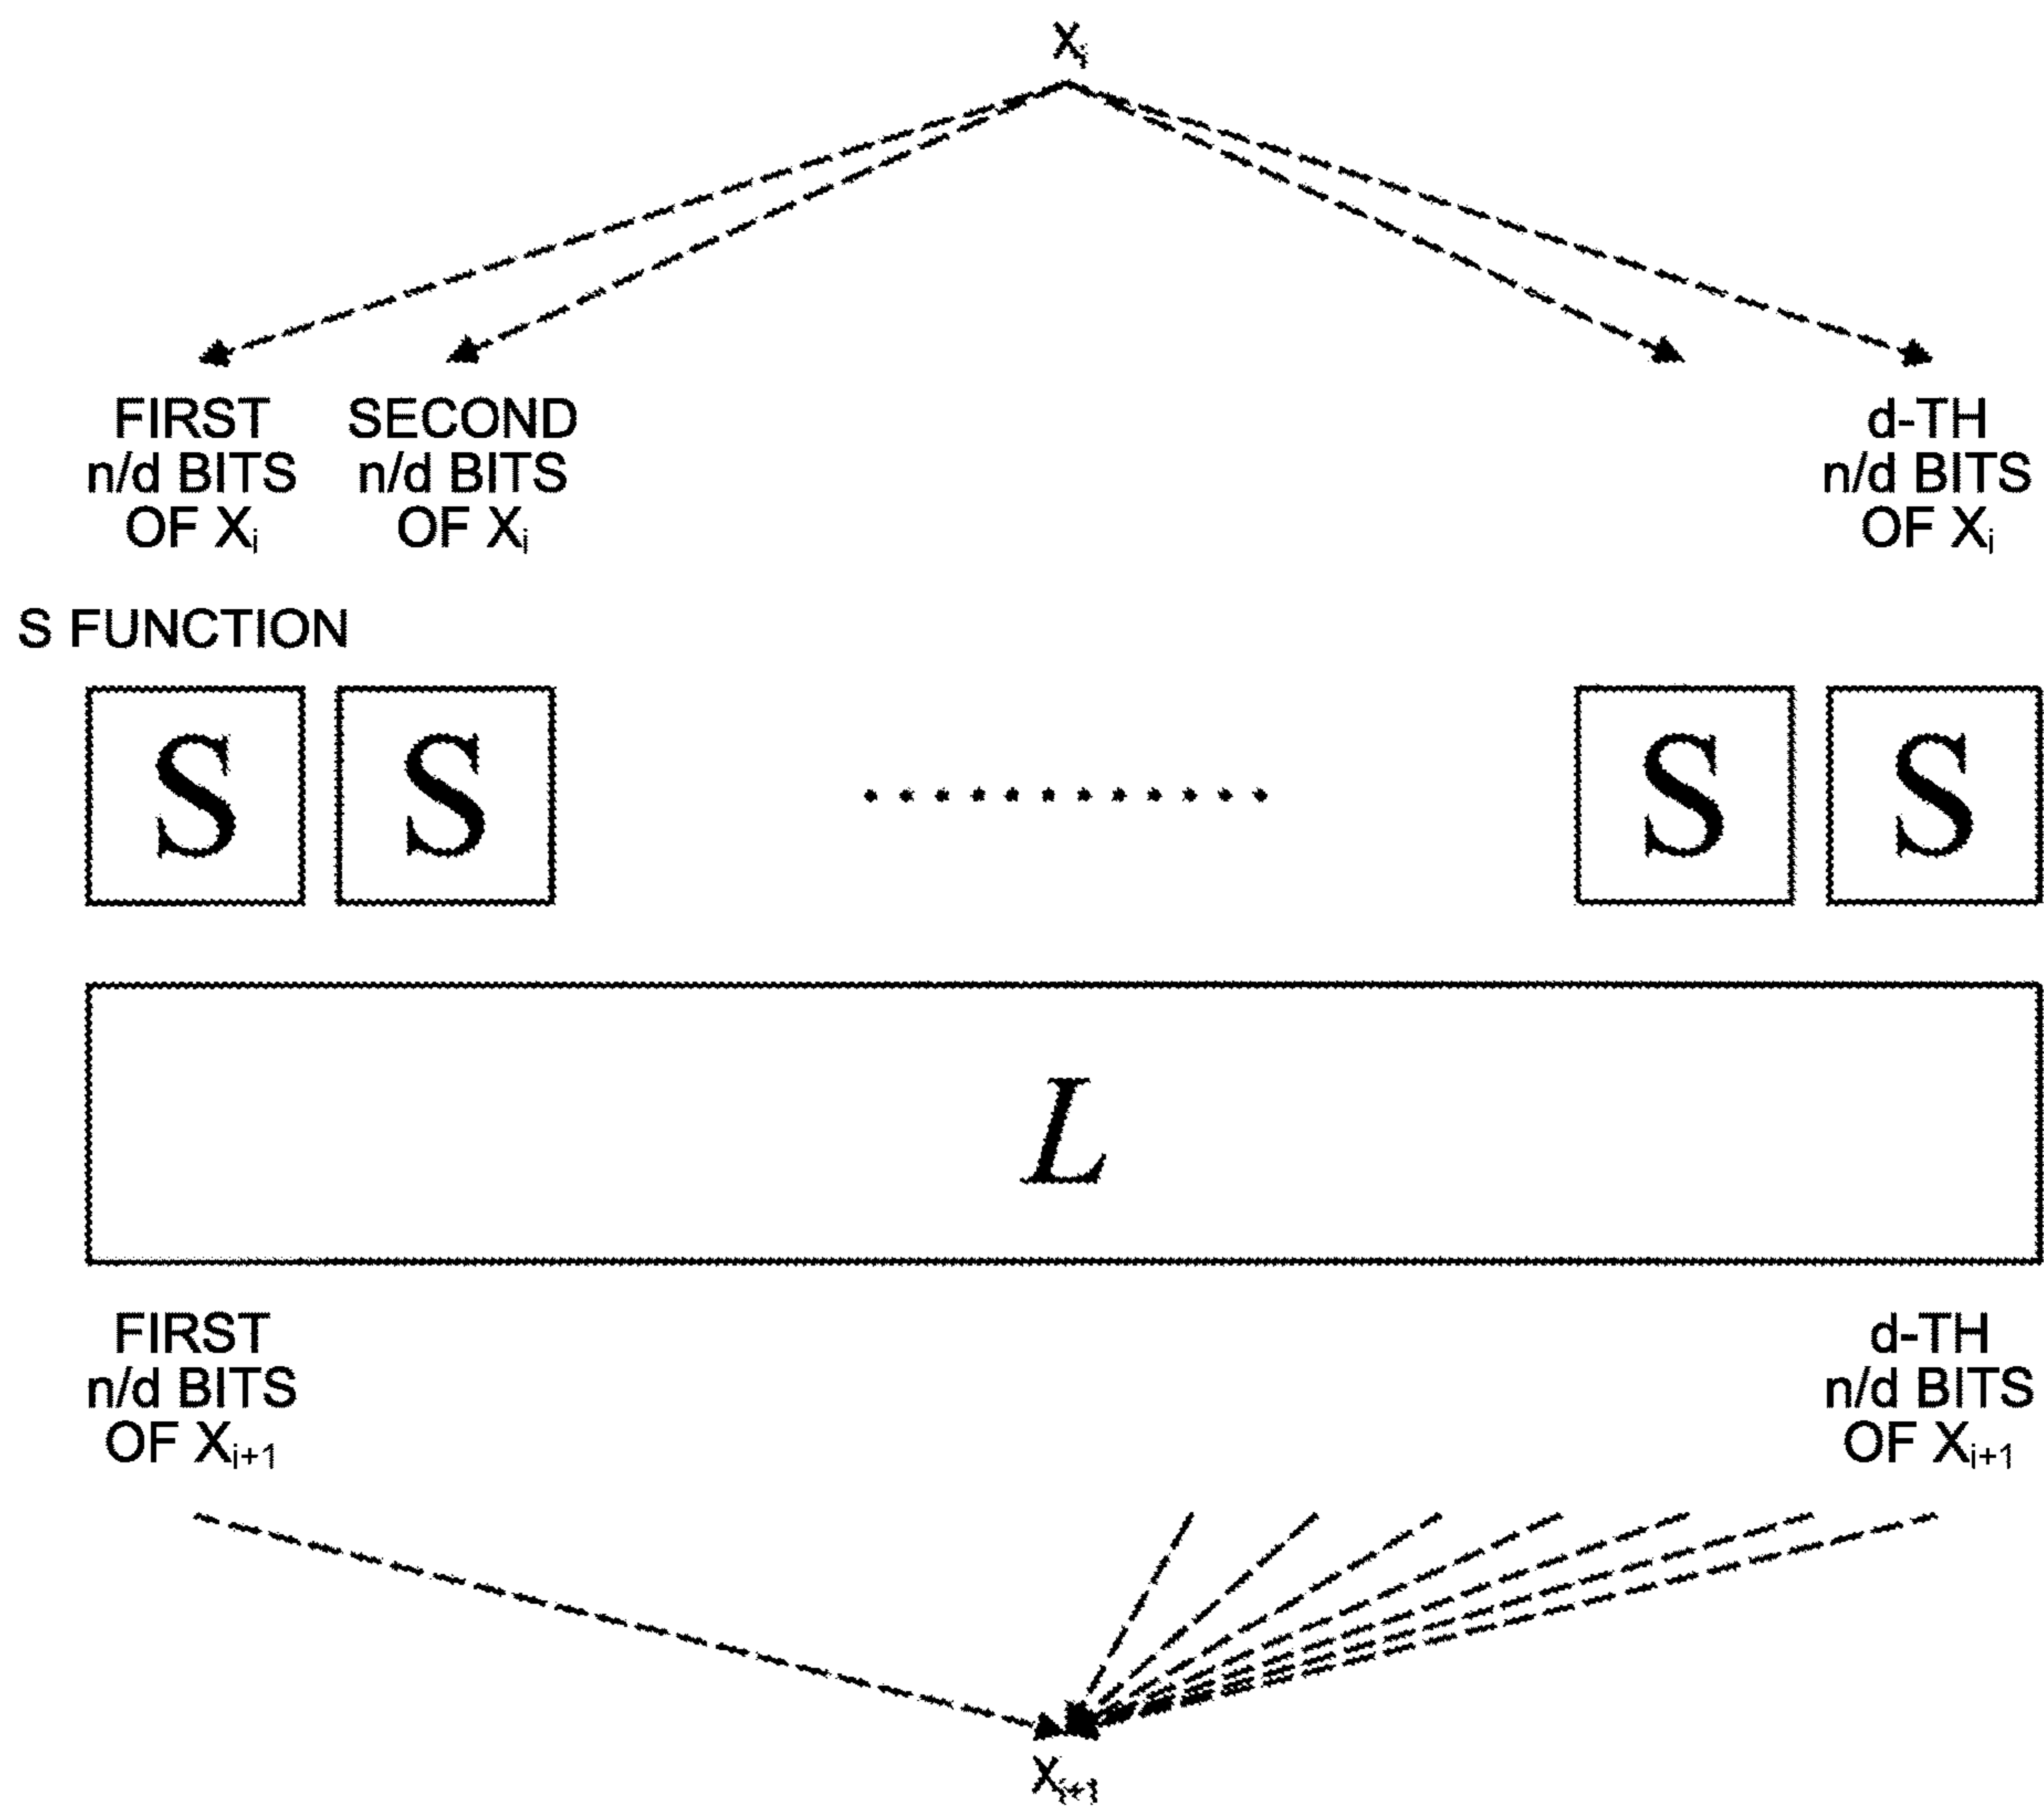 Xi
FIRST
n/d BITS
OF Xi
SECOND
n/d BITS
OF Xi
d-TH
n/d BITS
OF Xi
S FUNCTION
S S ............ S S
L
FIRST
n/d BITS
OF Xi+1
d-TH
n/d BITS
OF Xi+1
Xi+1